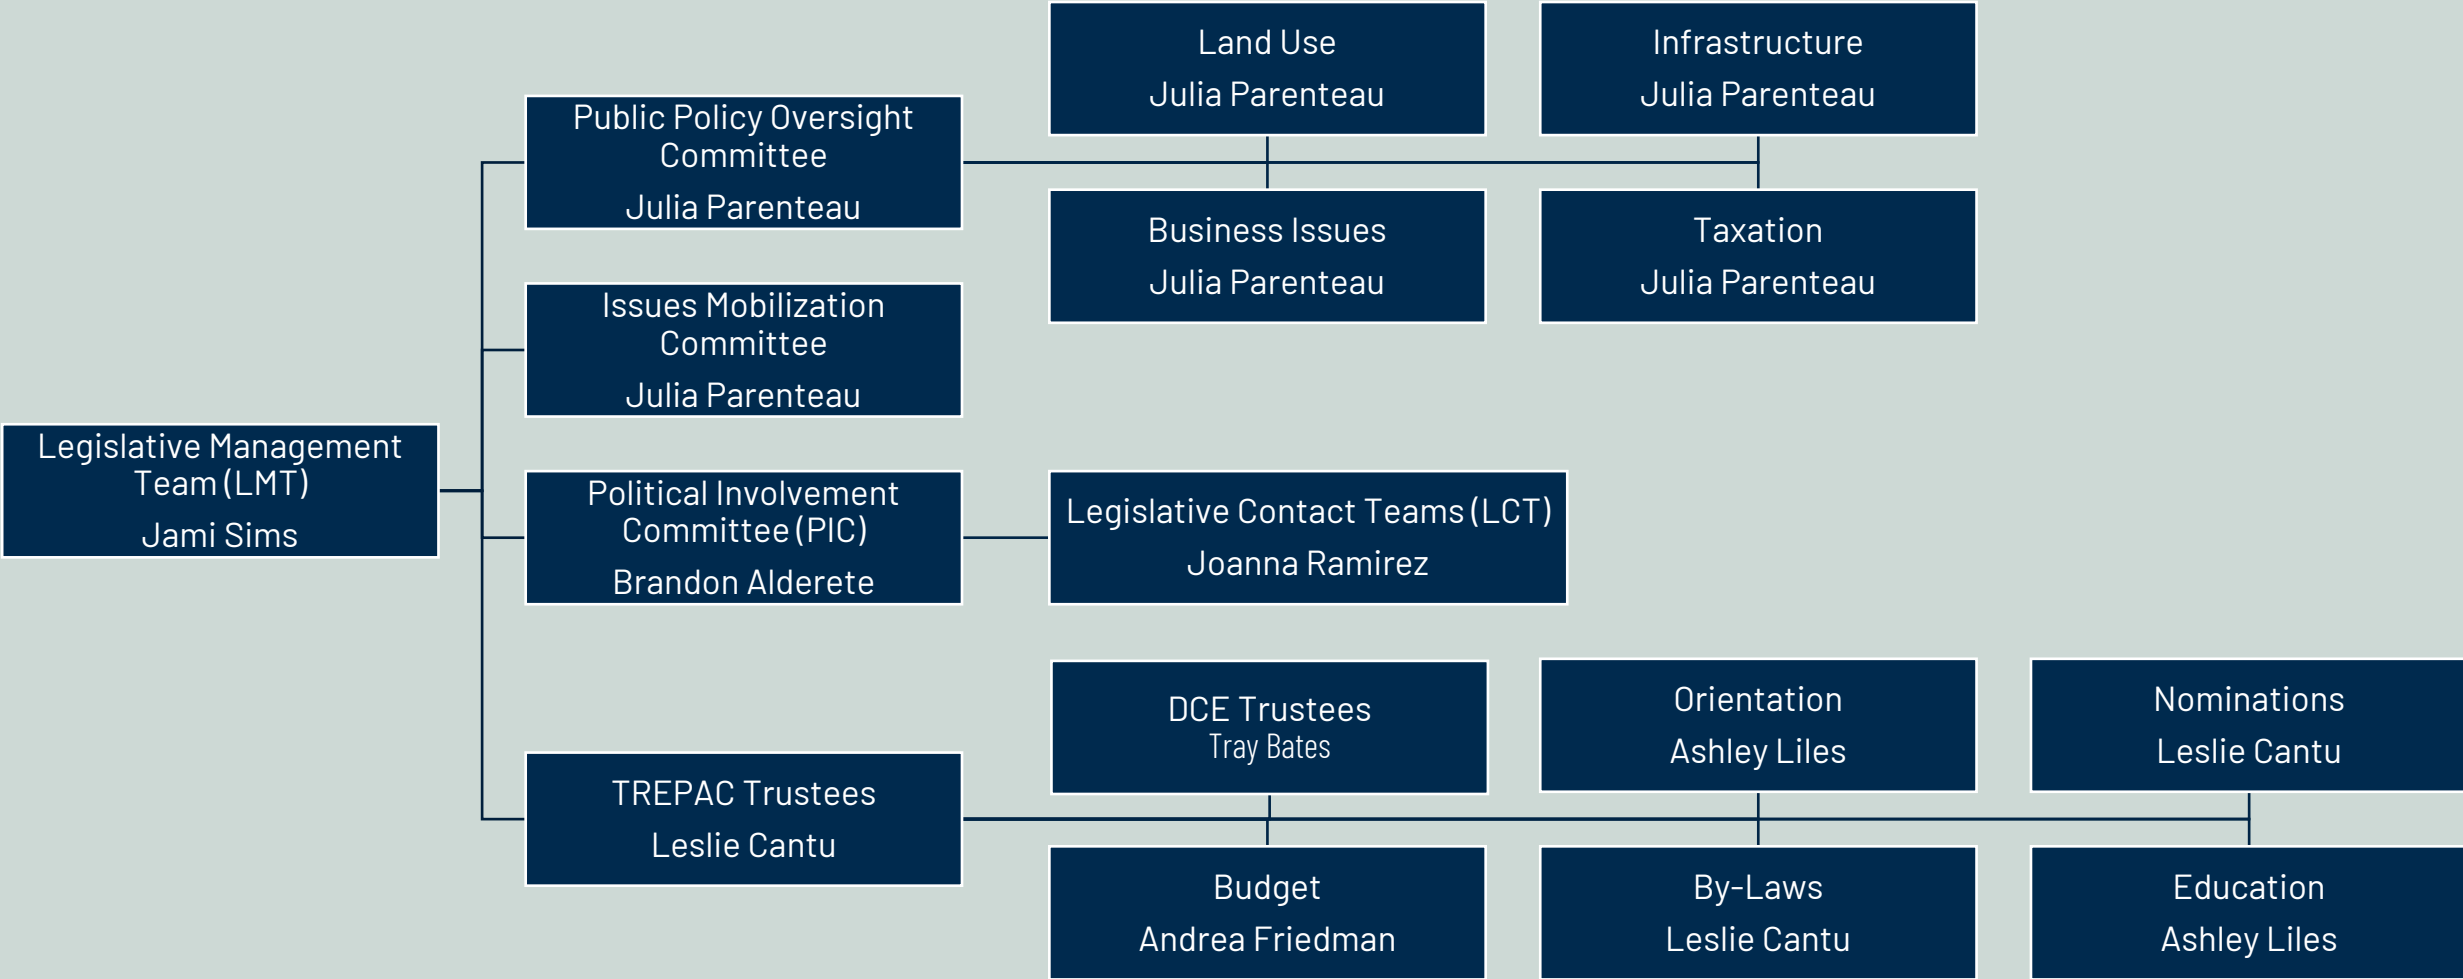 Legislative Management
Team (LMT)
Jami Sims
Public Policy Oversight
Committee
Julia Parenteau
Land Use
Julia Parenteau
Infrastructure
Julia Parenteau
Business Issues
Julia Parenteau
Taxation
Julia Parenteau
Issues Mobilization
Committee
Julia Parenteau
Political Involvement
Committee (PIC)
Brandon Alderete
Legislative Contact Teams (LCT)
Joanna Ramirez
TREPAC Trustees
Leslie Cantu
DCE Trustees
Tray Bates
Orientation
Ashley Liles
Nominations
Leslie Cantu
Budget
Andrea Friedman
By-Laws
Leslie Cantu
Education
Ashley Liles